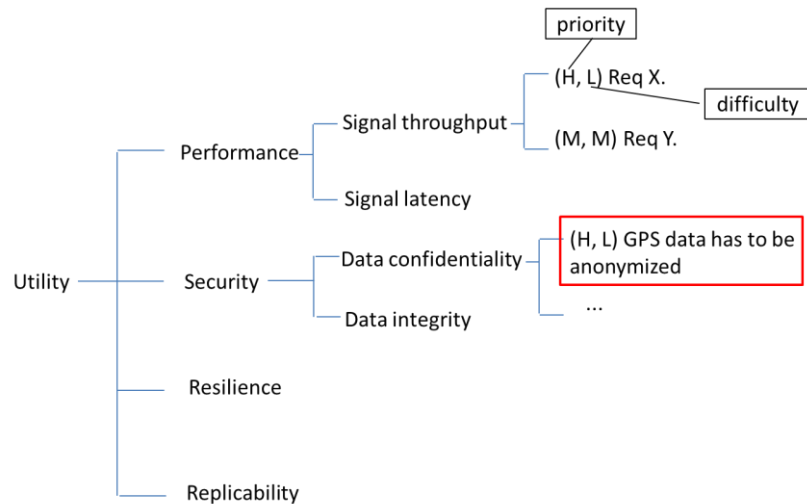 priority
(H, L) Req X.
difficulty
Signal throughput
(M, M) Req Y.
Performance
Signal latency
(H, L) GPS data has to be
anonymized
Data confidentiality
Utility
Security
...
Data integrity
Resilience
Replicability